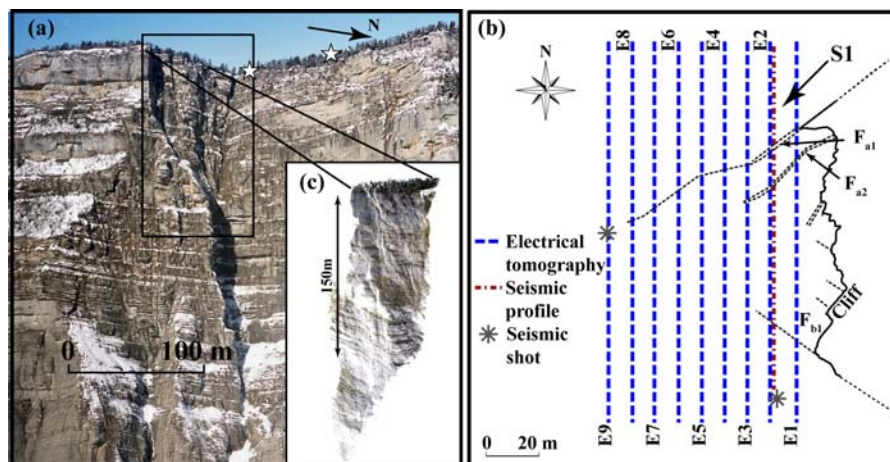 (a)
N
(c)
150m
0 100 m
(b)
E8
E6
E4
E2
S1
N
Fa1
Fa2
Electrical
tomography
Seismic
profile
Seismic
shot
Cliff
Fb1
E9
E7
E5
E3
E1
0 20 m